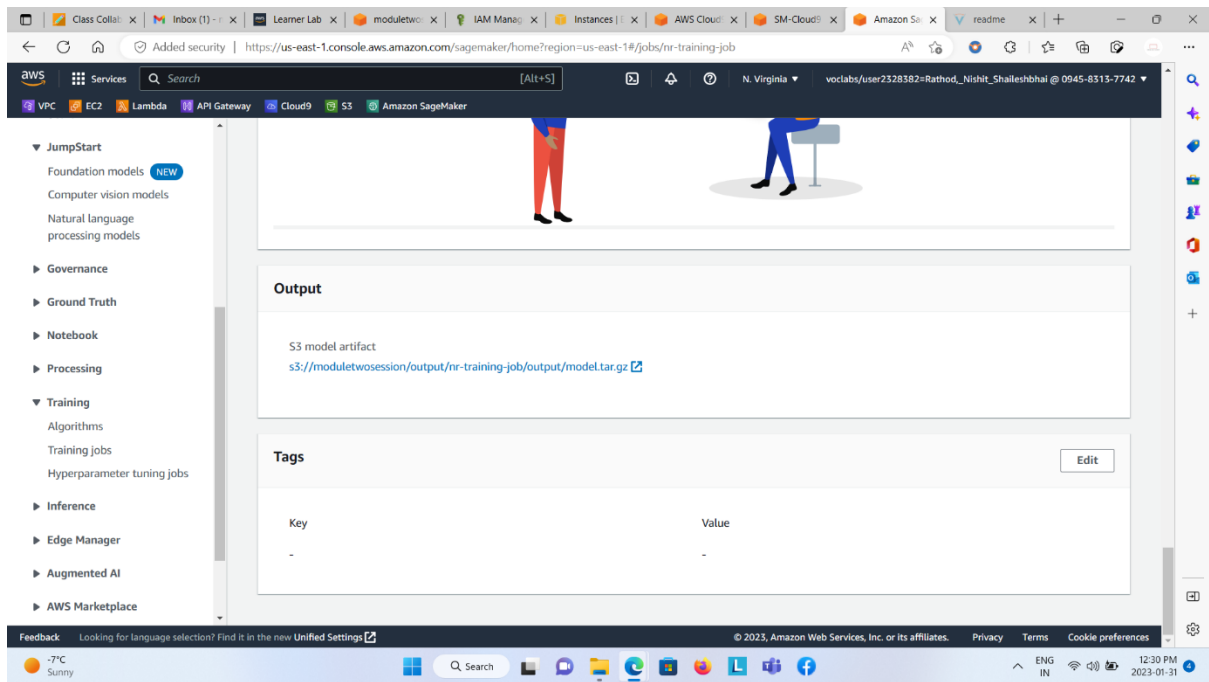 Class Collab
Inbox (1) - r
Learner Lab
moduletwo
IAM Manag
Instances | E
AWS Cloud
SM-Cloud9
Amazon Sa
readme
Added security
https://us-east-1.console.aws.amazon.com/sagemaker/home?region=us-east-1#/jobs/nr-training-job
aws
Services
Search
[Alt+S]
N. Virginia
voclabs/user2328382=Rathod,_Nishit_Shaileshbhai @ 0945-8313-7742
VPC
EC2
Lambda
API Gateway
Cloud9
S3
Amazon SageMaker
JumpStart
Foundation models NEW
Computer vision models
Natural language
processing models
Governance
Ground Truth
Notebook
Processing
Training
Algorithms
Training jobs
Hyperparameter tuning jobs
Inference
Edge Manager
Augmented AI
AWS Marketplace
Output
S3 model artifact
s3://moduletwosession/output/nr-training-job/output/model.tar.gz
Tags
Edit
Key
Value
-
-
Feedback
Looking for language selection? Find it in the new Unified Settings
© 2023, Amazon Web Services, Inc. or its affiliates.
Privacy
Terms
Cookie preferences
-7°C
Sunny
Search
ENG
IN
12:30 PM
2023-01-31
4